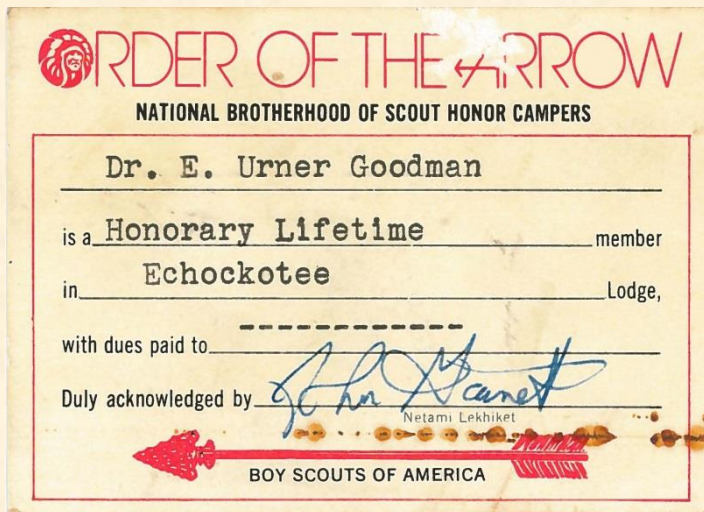 ORDER OF THE ARROW
NATIONAL BROTHERHOOD OF SCOUT HONOR CAMPERS
Dr. E. Urner Goodman
is a Honorary Lifetime member
in Echockotee Lodge,
with dues paid to ------------
Duly acknowledged by John
Netami Lekhiket
BOY SCOUTS OF AMERICA